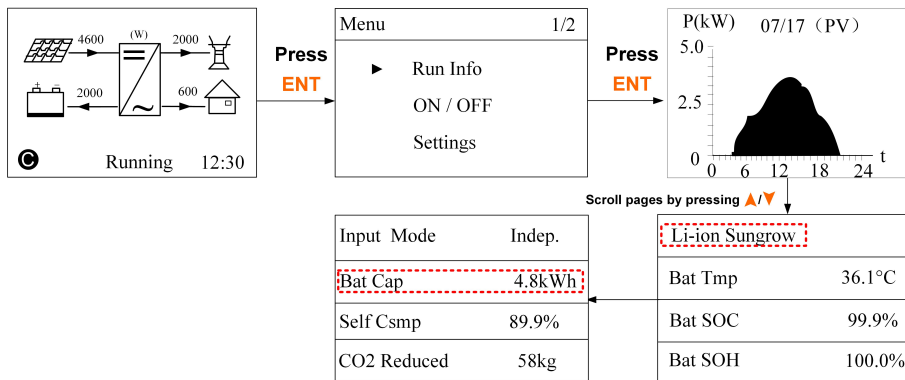 4600
(W)
2000
2000
600
Running 12:30
Press
ENT
Menu 1/2
Run Info
ON / OFF
Settings
Press
ENT
P(kW) 07/17（PV）
5.0
2.5
0
0 6 12 18 24
t
Scroll pages by pressing ▲/▼
Input Mode Indep.
Bat Cap 4.8kWh
Self Csmp 89.9%
CO2 Reduced 58kg
Li-ion Sungrow
Bat Tmp 36.1°C
Bat SOC 99.9%
Bat SOH 100.0%